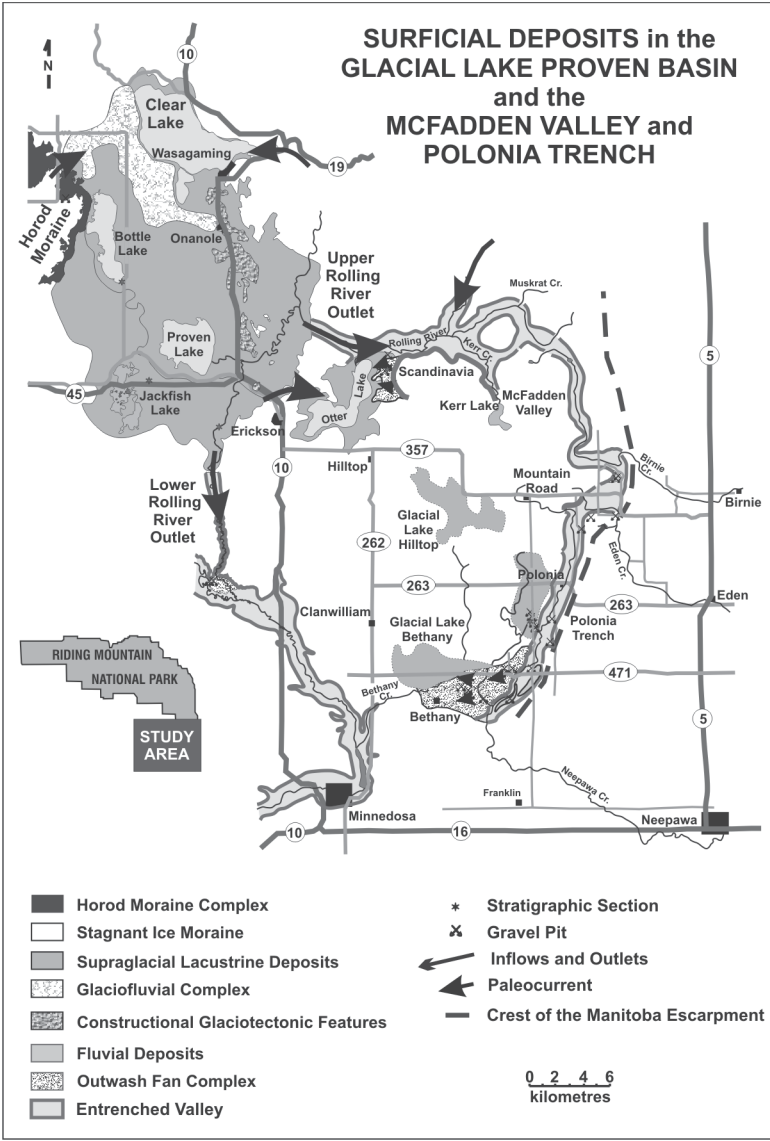 SURFICIAL DEPOSITS in the
GLACIAL LAKE PROVEN BASIN
and the
MCFADDEN VALLEY and
POLONIA TRENCH
N
10
Clear
Lake
Wasagaming
19
Horod
Moraine
Bottle
Lake
Onanole
Upper
Rolling
River
Outlet
Muskrat Cr.
Rolling River
Kerr Cr.
5
Proven
Lake
Scandinavia
45
Jackfish
Lake
Otter
Lake
Kerr Lake
McFadden
Valley
Erickson
10
Hilltop
357
Birnie
Cr.
Mountain
Road
Birnie
Lower
Rolling
River
Outlet
Glacial
Lake
Hilltop
262
Eden Cr.
Polonia
263
263
Eden
Clanwilliam
Glacial Lake
Bethany
Polonia
Trench
RIDING MOUNTAIN
NATIONAL PARK
STUDY
AREA
471
Bethany
Cr.
Bethany
5
Neepawa Cr.
Franklin
Minnedosa
Neepawa
10
16
Horod Moraine Complex
Stagnant Ice Moraine
Supraglacial Lacustrine Deposits
Glaciofluvial Complex
Constructional Glaciotectonic Features
Fluvial Deposits
Outwash Fan Complex
Entrenched Valley
Stratigraphic Section
Gravel Pit
Inflows and Outlets
Paleocurrent
Crest of the Manitoba Escarpment
0 2 4 6
kilometres